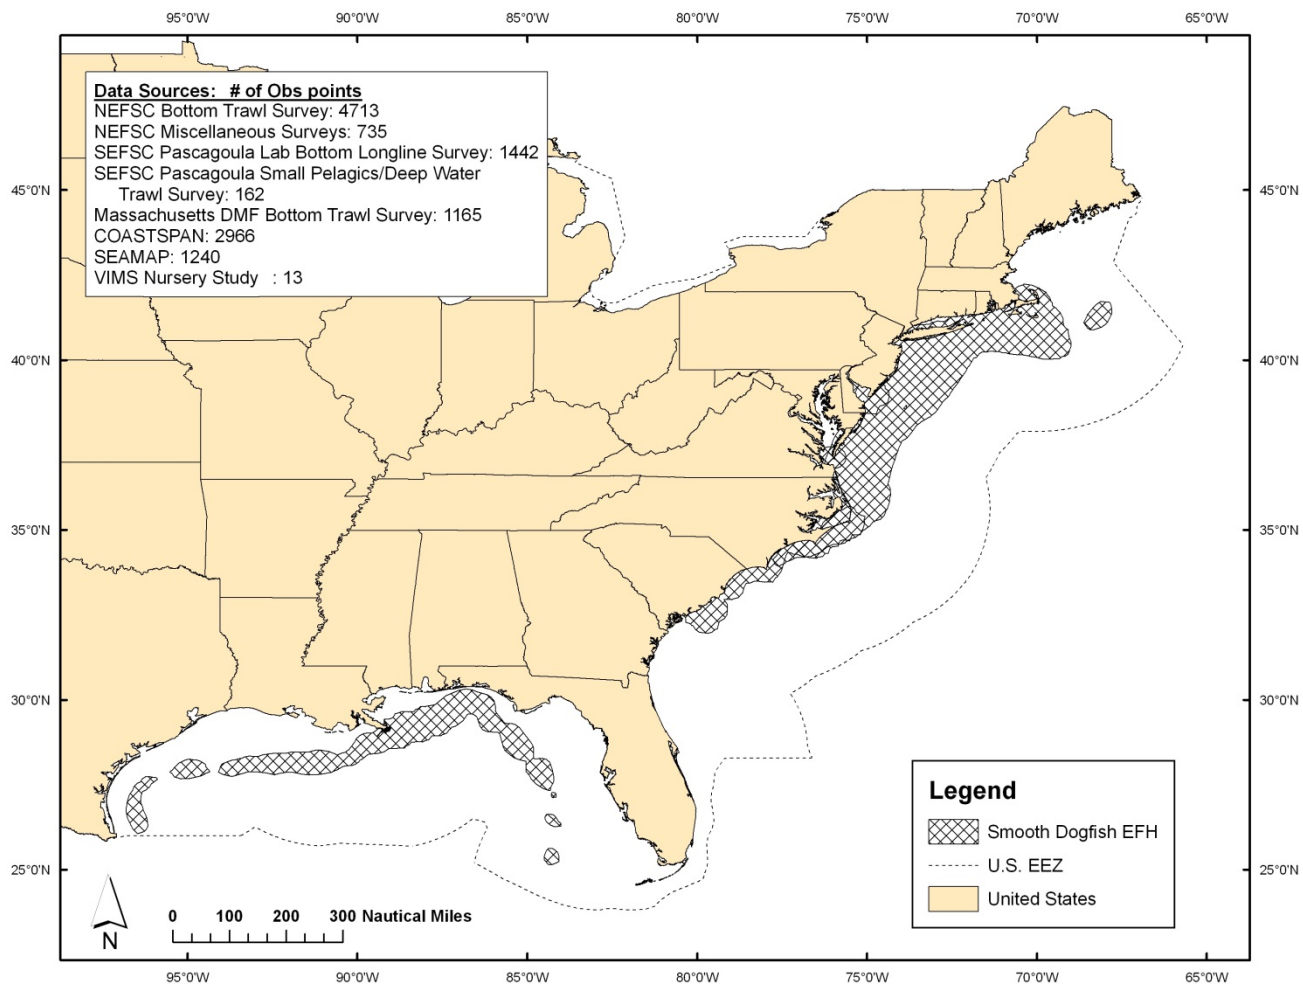 95°0'W 90°0'W 85°0'W 80°0'W 75°0'W 70°0'W 65°0'W
Data Sources: # of Obs points
NEFSC Bottom Trawl Survey: 4713
NEFSC Miscellaneous Surveys: 735
SEFSC Pascagoula Lab Bottom Longline Survey: 1442
SEFSC Pascagoula Small Pelagics/Deep Water
Trawl Survey: 162
Massachusetts DMF Bottom Trawl Survey: 1165
COASTSPAN: 2966
SEAMAP: 1240
VIMS Nursery Study : 13
45°0'N 45°0'N
40°0'N 40°0'N
35°0'N 35°0'N
30°0'N 30°0'N
25°0'N 25°0'N
Legend
Smooth Dogfish EFH
U.S. EEZ
United States
0 100 200 300 Nautical Miles
N
95°0'W 90°0'W 85°0'W 80°0'W 75°0'W 70°0'W 65°0'W